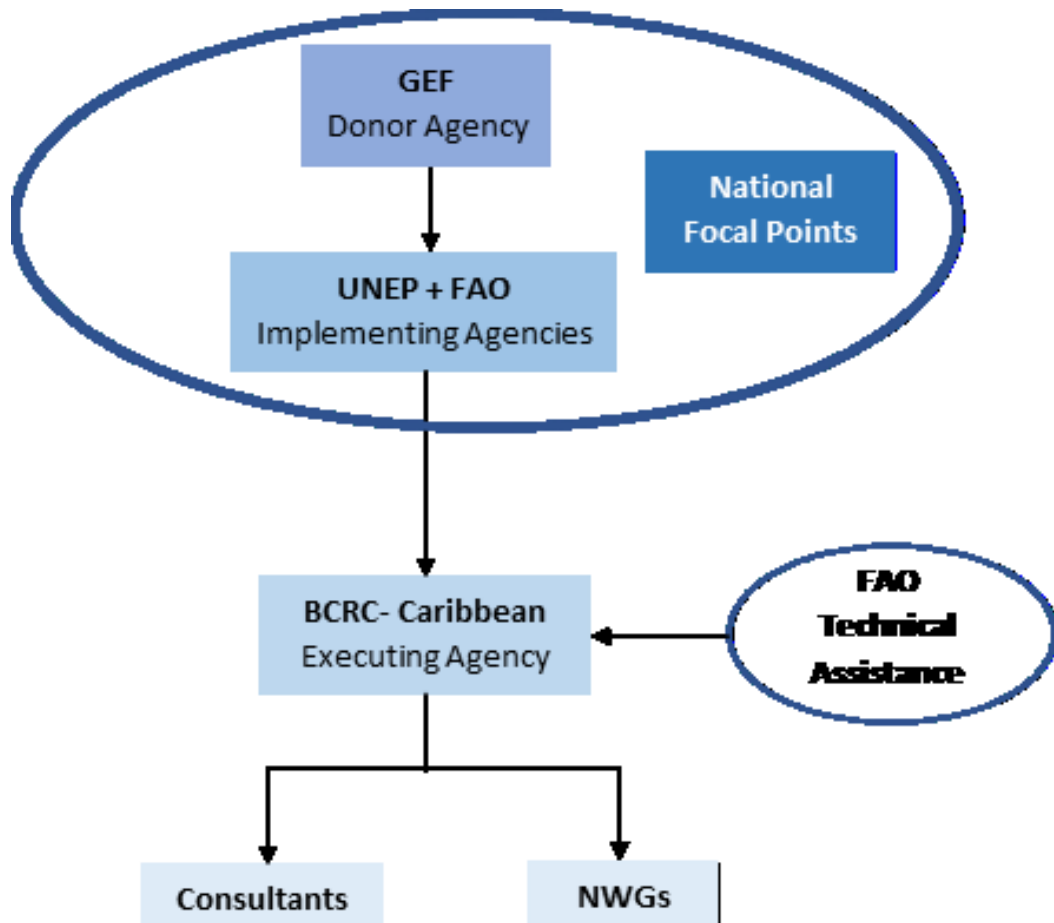 GEF
Donor Agency
National
Focal Points
UNEP + FAO
Implementing Agencies
BCRC- Caribbean
Executing Agency
FAO
Technical
Assistance
Consultants
NWGs